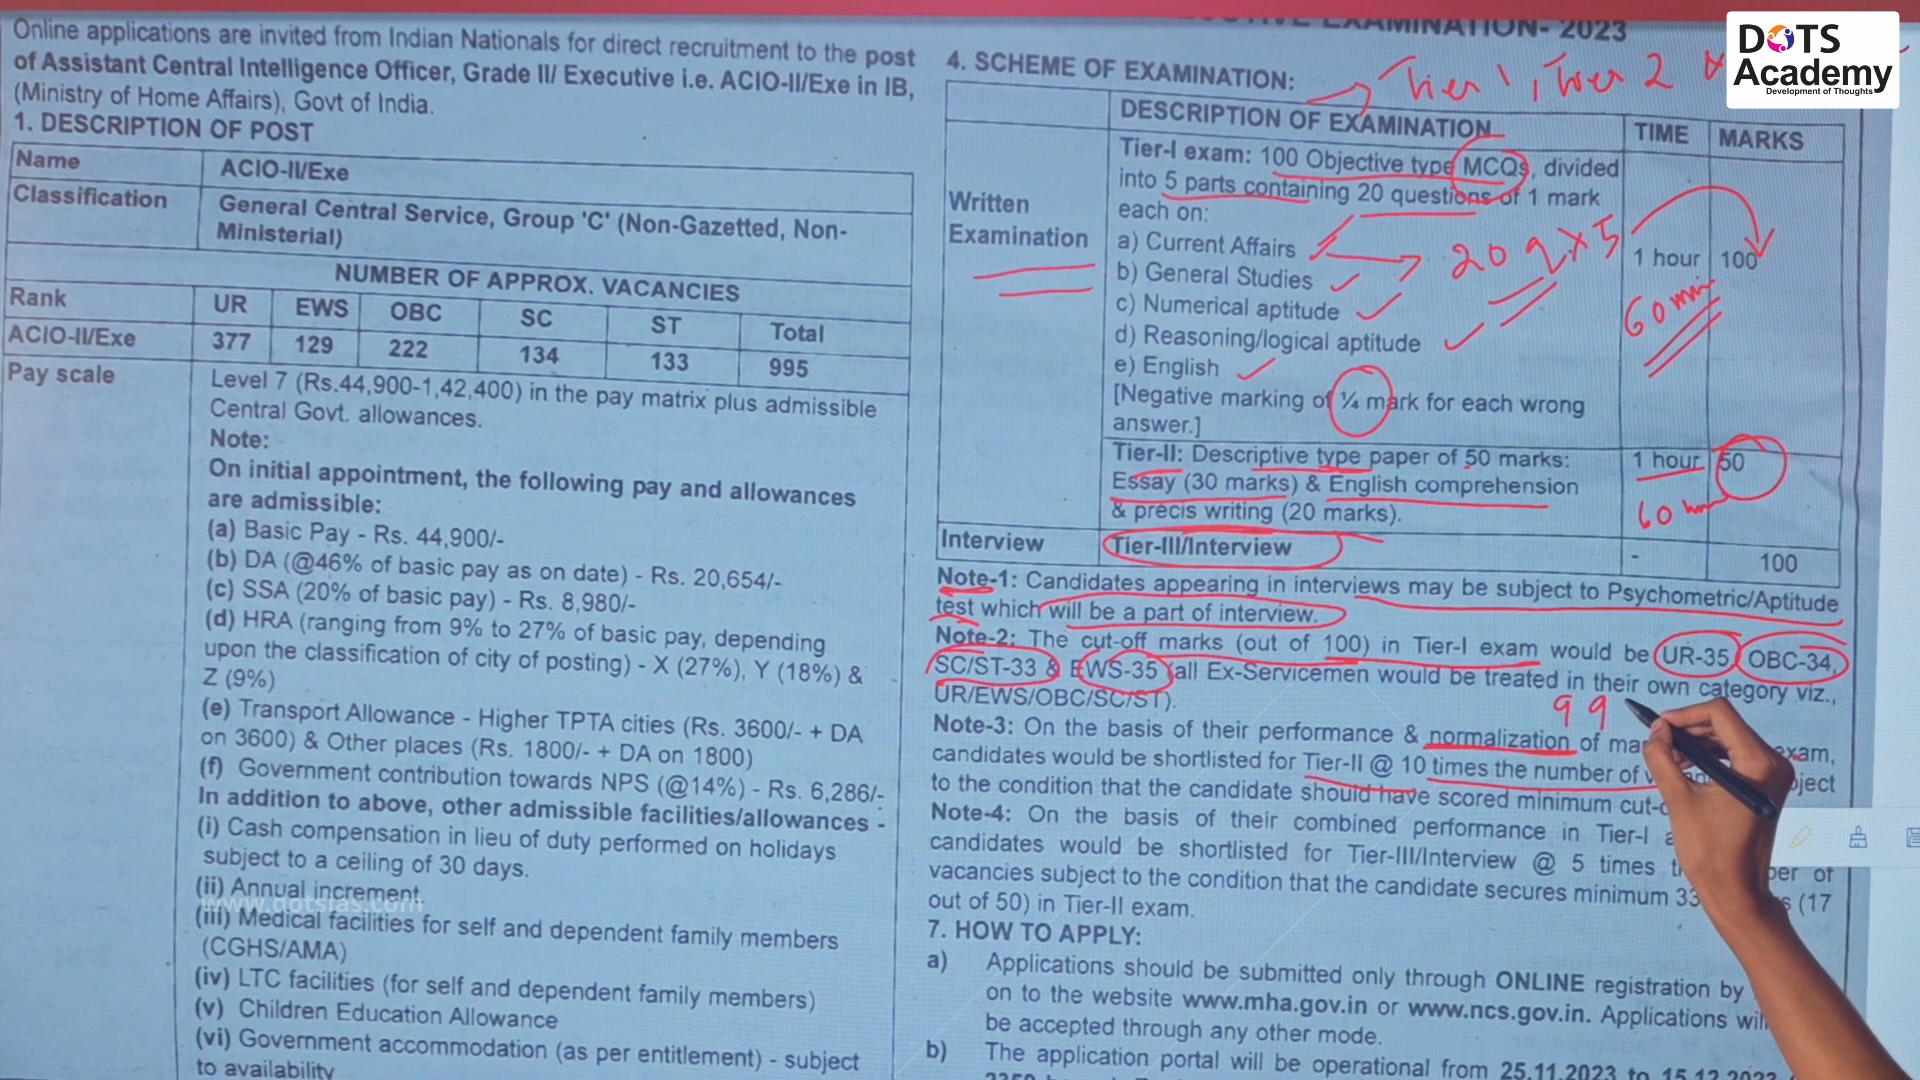 EXAMINATION- 2023
DOTS
Academy
Development of Thoughts
Online applications are invited from Indian Nationals for direct recruitment to the post
of Assistant Central Intelligence Officer, Grade II/ Executive i.e. ACIO-II/Exe in IB,
(Ministry of Home Affairs), Govt of India.
1. DESCRIPTION OF POST
Name ACIO-II/Exe
Classification General Central Service, Group 'C' (Non-Gazetted, Non-
Ministerial)
NUMBER OF APPROX. VACANCIES
Rank UR EWS OBC SC ST Total
ACIO-II/Exe 377 129 222 134 133 995
Pay scale Level 7 (Rs.44,900-1,42,400) in the pay matrix plus admissible
Central Govt. allowances.
Note:
On initial appointment, the following pay and allowances
are admissible:
(a) Basic Pay - Rs. 44,900/-
(b) DA (@46% of basic pay as on date) - Rs. 20,654/-
(c) SSA (20% of basic pay) - Rs. 8,980/-
(d) HRA (ranging from 9% to 27% of basic pay, depending
upon the classification of city of posting) - X (27%), Y (18%) &
Z (9%)
(e) Transport Allowance - Higher TPTA cities (Rs. 3600/- + DA
on 3600) & Other places (Rs. 1800/- + DA on 1800)
(f) Government contribution towards NPS (@14%) - Rs. 6,286/-
In addition to above, other admissible facilities/allowances -
(i) Cash compensation in lieu of duty performed on holidays
subject to a ceiling of 30 days.
(ii) Annual increment
www.dotsias.com
(iii) Medical facilities for self and dependent family members
(CGHS/AMA)
(iv) LTC facilities (for self and dependent family members)
(v) Children Education Allowance
(vi) Government accommodation (as per entitlement) - subject
to availability
4. SCHEME OF EXAMINATION:
Tier 1, Tier 2
DESCRIPTION OF EXAMINATION TIME MARKS
Written
Examination
Tier-I exam: 100 Objective type MCQs, divided
into 5 parts containing 20 questions of 1 mark
each on:
a) Current Affairs
20 q x 5
1 hour 100
60 min
b) General Studies
c) Numerical aptitude
d) Reasoning/logical aptitude
e) English
[Negative marking of ¼ mark for each wrong
answer.]
Tier-II: Descriptive type paper of 50 marks: 1 hour 50
Essay (30 marks) & English comprehension
& precis writing (20 marks).
60
Interview Tier-III/Interview - 100
Note-1: Candidates appearing in interviews may be subject to Psychometric/Aptitude
test which will be a part of interview.
Note-2: The cut-off marks (out of 100) in Tier-I exam would be UR-35, OBC-34,
SC/ST-33 & EWS-35 (all Ex-Servicemen would be treated in their own category viz.,
UR/EWS/OBC/SC/ST).
99
Note-3: On the basis of their performance & normalization of exam,
candidates would be shortlisted for Tier-II @ 10 times the number of
to the condition that the candidate should have scored minimum
Note-4: On the basis of their combined performance in Tier-I
candidates would be shortlisted for Tier-III/Interview @ 5 times of
vacancies subject to the condition that the candidate secures minimum 33 (17
out of 50) in Tier-II exam.
7. HOW TO APPLY:
a) Applications should be submitted only through ONLINE registration by
on to the website www.mha.gov.in or www.ncs.gov.in. Applications
be accepted through any other mode.
b) The application portal will be operational from 25.11.2023 to 15.12.2023